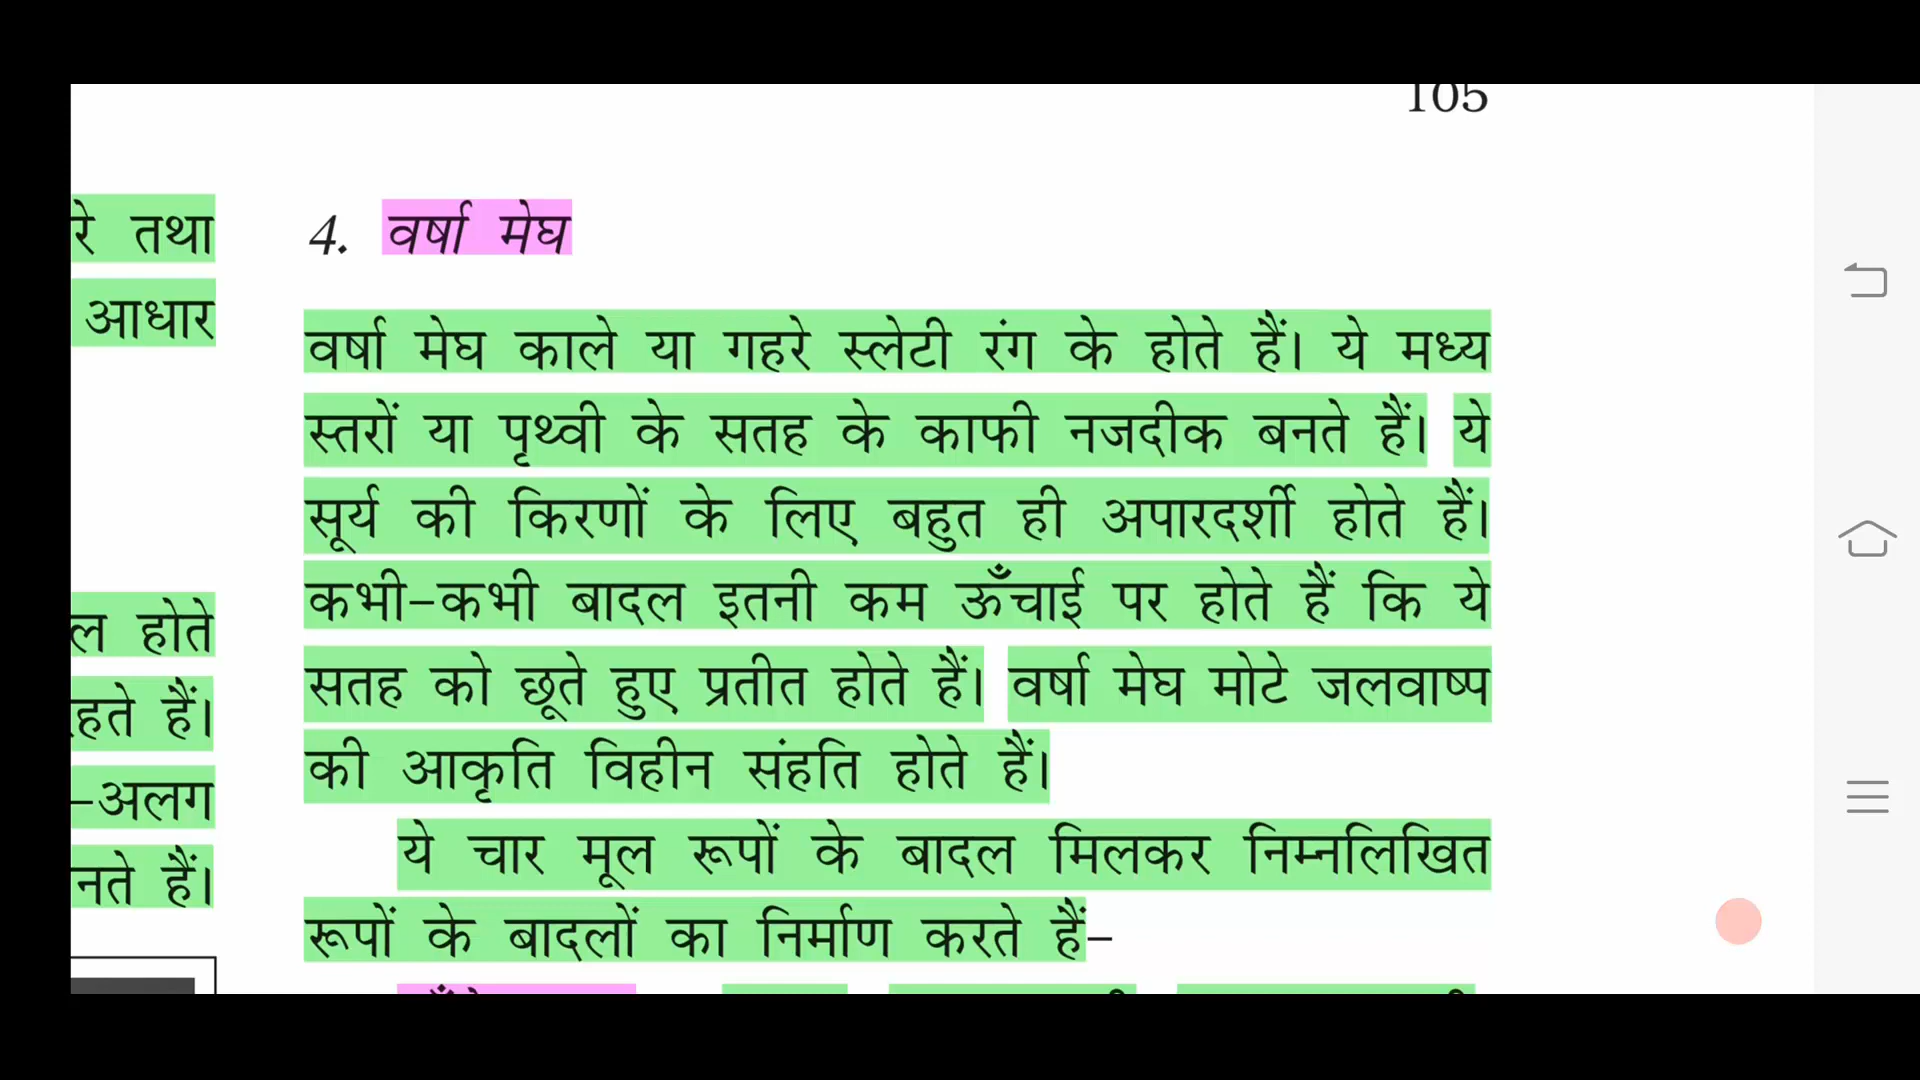 105
रे तथा
आधार
ल होते
हते हैं।
–अलग
नते हैं।
4. वर्षा मेघ
वर्षा मेघ काले या गहरे स्लेटी रंग के होते हैं। ये मध्य
स्तरों या पृथ्वी के सतह के काफी नजदीक बनते हैं। ये
सूर्य की किरणों के लिए बहुत ही अपारदर्शी होते हैं।
कभी–कभी बादल इतनी कम ऊँचाई पर होते हैं कि ये
सतह को छूते हुए प्रतीत होते हैं। वर्षा मेघ मोटे जलवाष्प
की आकृति विहीन संहति होते हैं।
ये चार मूल रूपों के बादल मिलकर निम्नलिखित
रूपों के बादलों का निर्माण करते हैं–